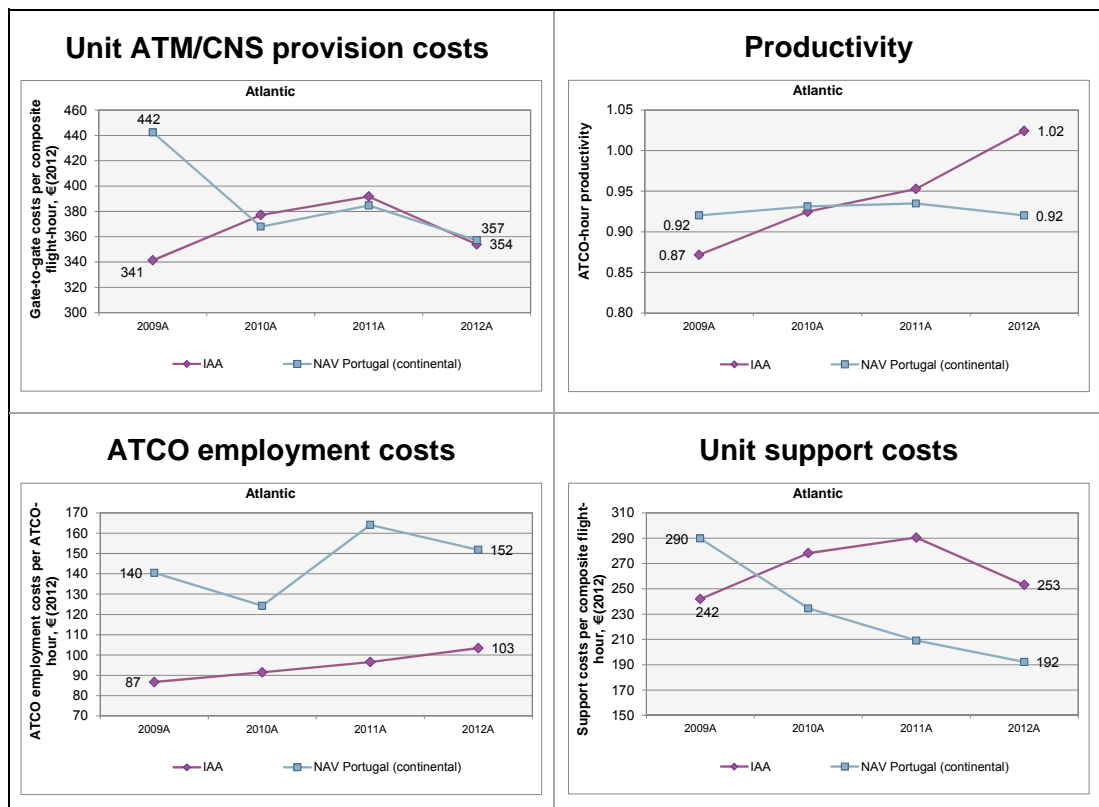 Unit ATM/CNS provision costs
Atlantic
Gate-to-gate costs per composite
flight-hour, €(2012)
460
440
420
400
380
360
340
320
300
442
341
357
354
2009A 2010A 2011A 2012A
IAA NAV Portugal (continental)
Productivity
Atlantic
ATCO-hour productivity
1.05
1.00
0.95
0.90
0.85
0.80
0.92
0.87
1.02
0.92
2009A 2010A 2011A 2012A
IAA NAV Portugal (continental)
ATCO employment costs
Atlantic
ATCO employment costs per ATCO-
hour, €(2012)
170
160
150
140
130
120
110
100
90
80
70
140
87
152
103
2009A 2010A 2011A 2012A
IAA NAV Portugal (continental)
Unit support costs
Atlantic
Support costs per composite flight-
hour, €(2012)
310
290
270
250
230
210
190
170
150
290
242
253
192
2009A 2010A 2011A 2012A
IAA NAV Portugal (continental)